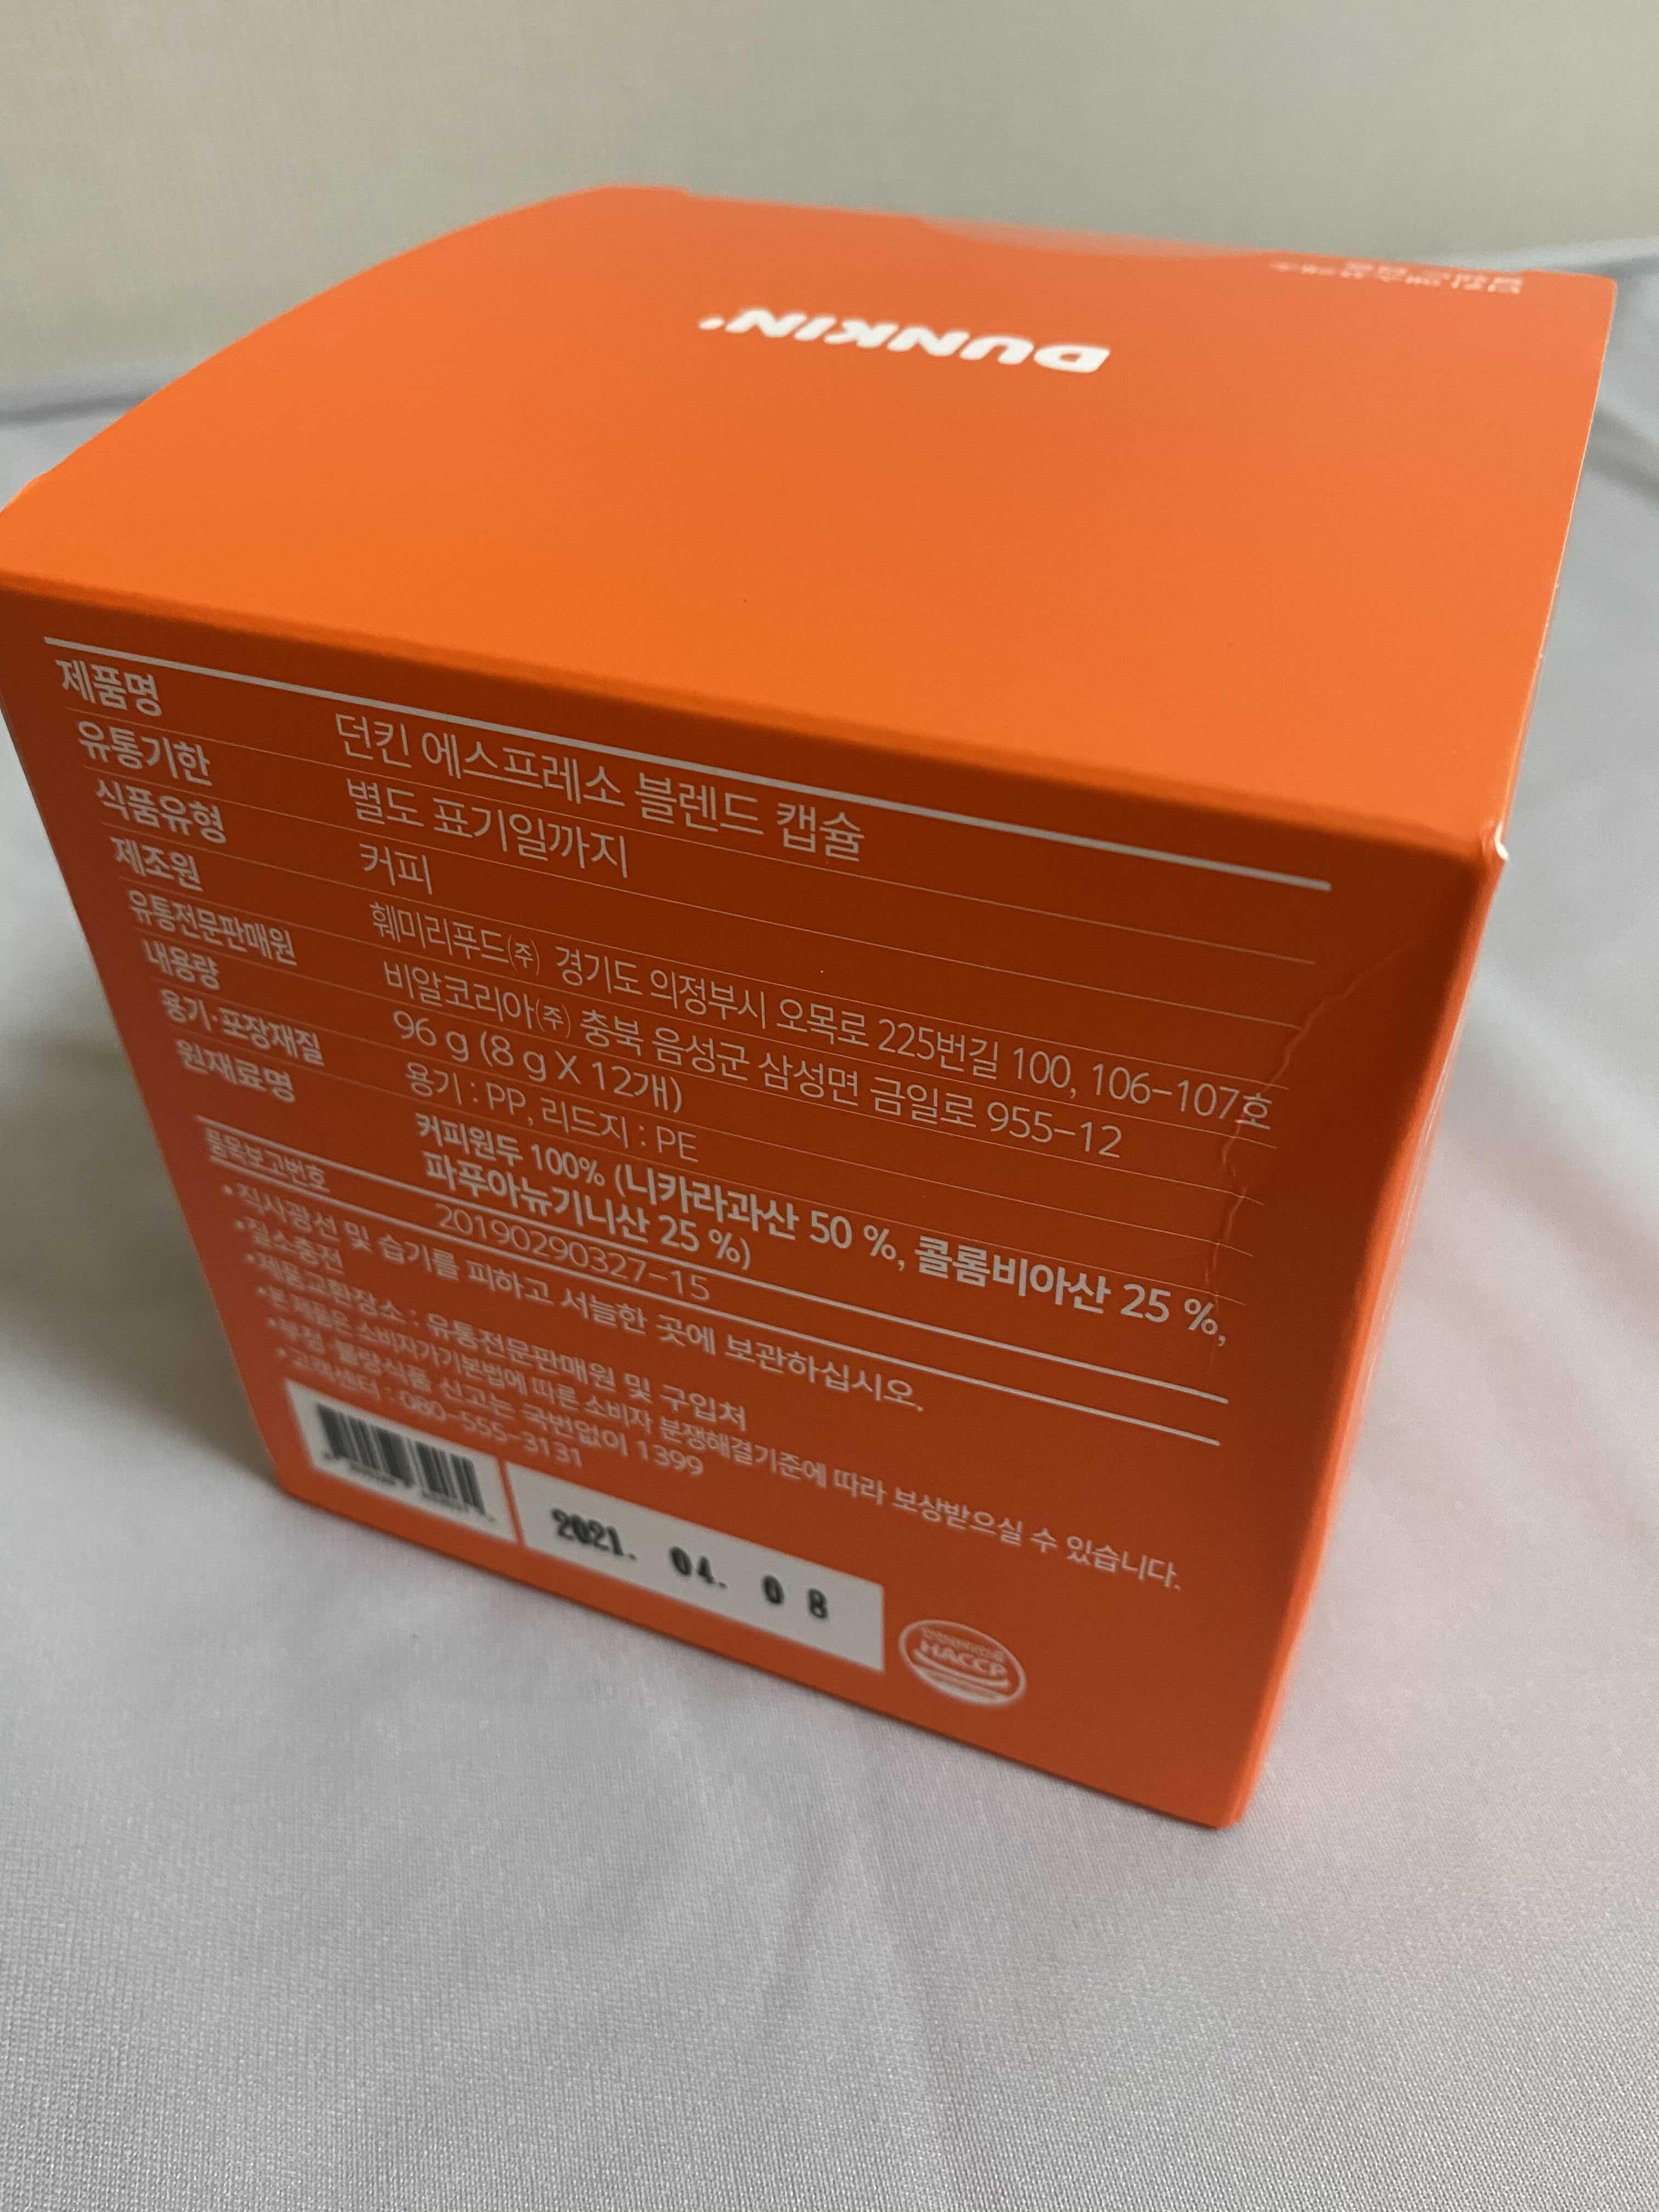 DUNKIN'
제품명 던킨 에스프레소 블렌드 캡슐
유통기한 별도 표기일까지
식품유형 커피
제조원 훼미리푸드㈜ 경기도 의정부시 오목로 225번길 100, 106-107호
유통전문판매원 비알코리아㈜ 충북 음성군 삼성면 금일로 955-12
내용량 96 g (8 g X 12개)
용기·포장재질 용기 : PP, 리드지 : PE
원재료명 커피원두 100% (니카라과산 50 %, 콜롬비아산 25 %,
파푸아뉴기니산 25 %)
품목보고번호 20190290327-15
•직사광선 및 습기를 피하고 서늘한 곳에 보관하십시오.
•질소충전
•제품교환장소 : 유통전문판매원 및 구입처
•본 제품은 소비자기본법에 따른 소비자 분쟁해결기준에 따라 보상받으실 수 있습니다.
•부정·불량식품 신고는 국번없이 1399
•고객센터 : 080-555-3131
2021. 04. 08
HACCP